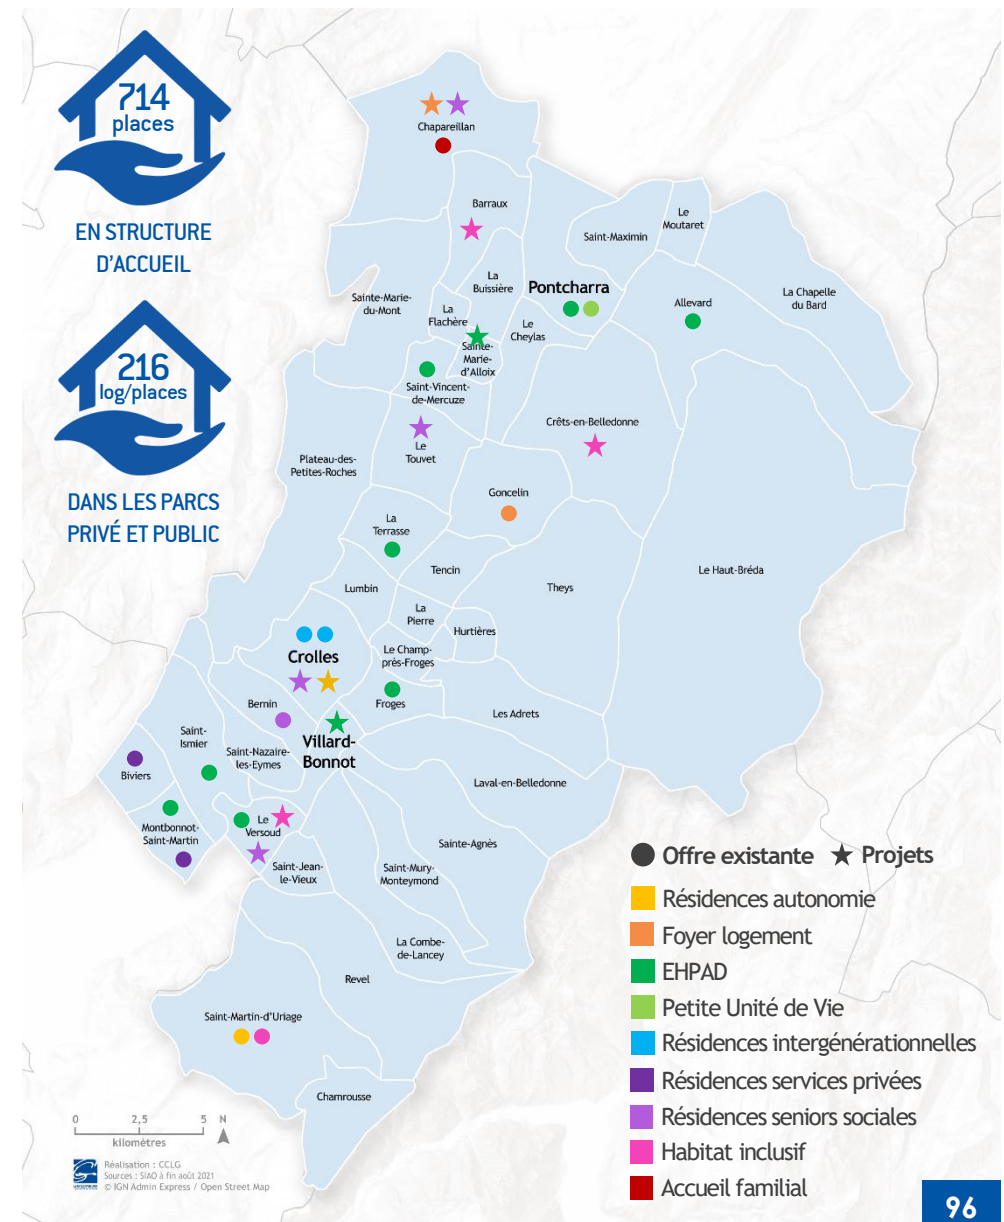 714
places
EN STRUCTURE
D'ACCUEIL
216
log/places
DANS LES PARCS
PRIVÉ ET PUBLIC
Chapareillan
Barraux
Le
Moutaret
Saint-Maximin
La
Buissière
Pontcharra
La Chapelle
du Bard
Allevard
Sainte-Marie-
du-Mont
La
Flachère
Le
Cheylas
Sainte-
Marie-
d'Alloix
Saint-Vincent-
de-Mercuze
Crêts-en-Belledonne
Le
Touvet
Plateau-des-
Petites-Roches
Goncelin
La
Terrasse
Tencin
Le Haut-Bréda
Lumbin
Theys
La
Pierre
Hurtières
Crolles
Le Champ-
près-Froges
Bernin
Froges
Les Adrets
Saint-
Ismier
Villard-
Bonnot
Saint-Nazaire-
les-Eymes
Biviers
Laval-en-Belledonne
Montbonnot-
Saint-Martin
Le
Versoud
Sainte-Agnès
Saint-Jean-
le-Vieux
Saint-Mury-
Monteymond
La Combe-
de-Lancey
Revel
Saint-Martin-d'Uriage
Chamrousse
Offre existante Projets
Résidences autonomie
Foyer logement
EHPAD
Petite Unité de Vie
Résidences intergénérationnelles
Résidences services privées
Résidences seniors sociales
Habitat inclusif
Accueil familial
0 2,5 5 N
kilomètres
Réalisation : CCLG
Sources : SIAO à fin août 2021
© IGN Admin Express / Open Street Map
96